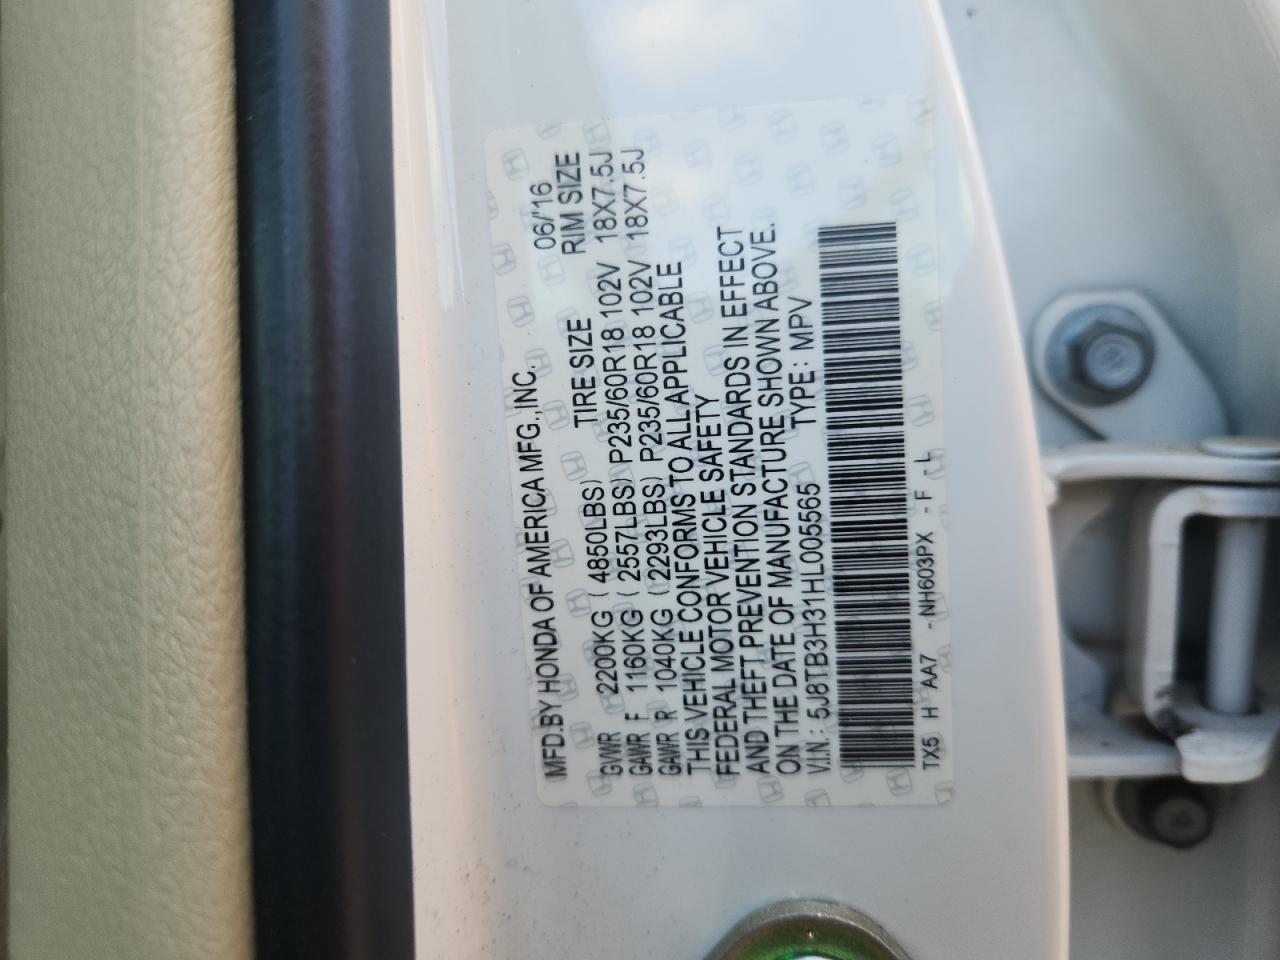 MFD.BY HONDA OF AMERICA MFG.,INC. 06/'16
TIRE SIZE RIM SIZE
GVWR 2200KG (4850LBS)
GAWR F 1160KG (2557LBS) P235/60R18 102V 18X7.5J
GAWR R 1040KG (2293LBS) P235/60R18 102V 18X7.5J
THIS VEHICLE CONFORMS TO ALL APPLICABLE
FEDERAL MOTOR VEHICLE SAFETY
AND THEFT PREVENTION STANDARDS IN EFFECT
ON THE DATE OF MANUFACTURE SHOWN ABOVE.
V.I.N.: 5J8TB3H31HL005565 TYPE: MPV
TX5 H AA7 - NH603PX - F